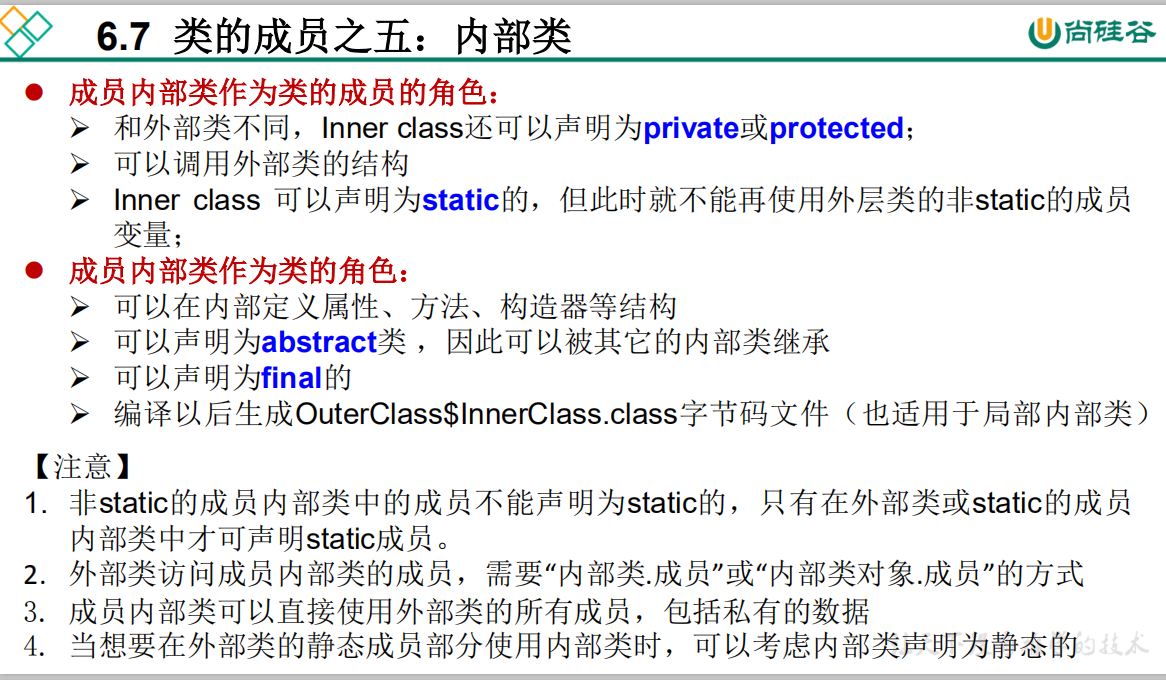 6.7 类的成员之五：内部类
尚硅谷
● 成员内部类作为类的成员的角色：
➢ 和外部类不同，Inner class还可以声明为private或protected；
➢ 可以调用外部类的结构
➢ Inner class 可以声明为static的，但此时就不能再使用外层类的非static的成员
变量；
● 成员内部类作为类的角色：
➢ 可以在内部定义属性、方法、构造器等结构
➢ 可以声明为abstract类 ，因此可以被其它的内部类继承
➢ 可以声明为final的
➢ 编译以后生成OuterClass$InnerClass.class字节码文件（也适用于局部内部类）
【注意】
1. 非static的成员内部类中的成员不能声明为static的，只有在外部类或static的成员
内部类中才可声明static成员。
2. 外部类访问成员内部类的成员，需要“内部类.成员”或“内部类对象.成员”的方式
3. 成员内部类可以直接使用外部类的所有成员，包括私有的数据
4. 当想要在外部类的静态成员部分使用内部类时，可以考虑内部类声明为静态的
的技术